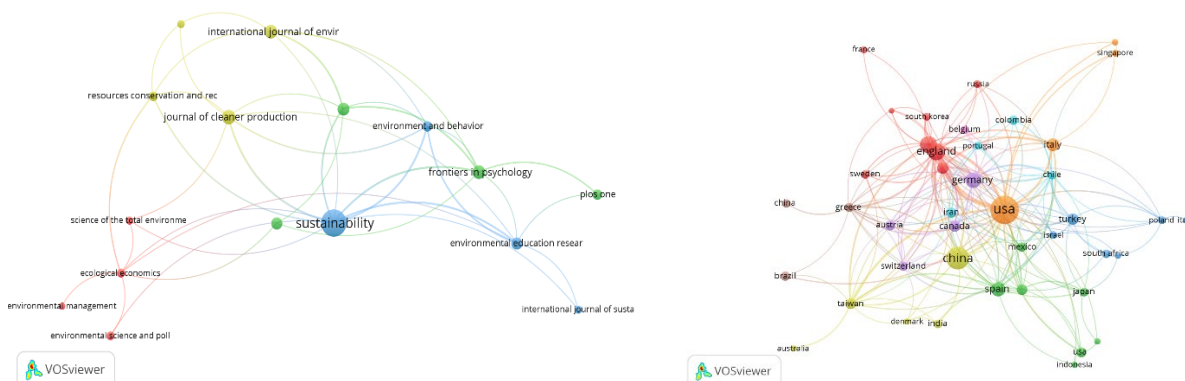 international journal of envir
resources conservation and rec
journal of cleaner production
environment and behavior
frontiers in psychology
plos one
science of the total environme
sustainability
environmental education resear
ecological economics
environmental management
international journal of susta
environmental science and poll
VOSviewer
france
singapore
russia
south korea
colombia
belgium
portugal
italy
england
sweden
germany
chile
china
greece
iran
usa
canada
austria
turkey
poland ita
israel
mexico
south africa
china
switzerland
brazil
spain
japan
taiwan
denmark
india
australia
usa
indonesia
VOSviewer